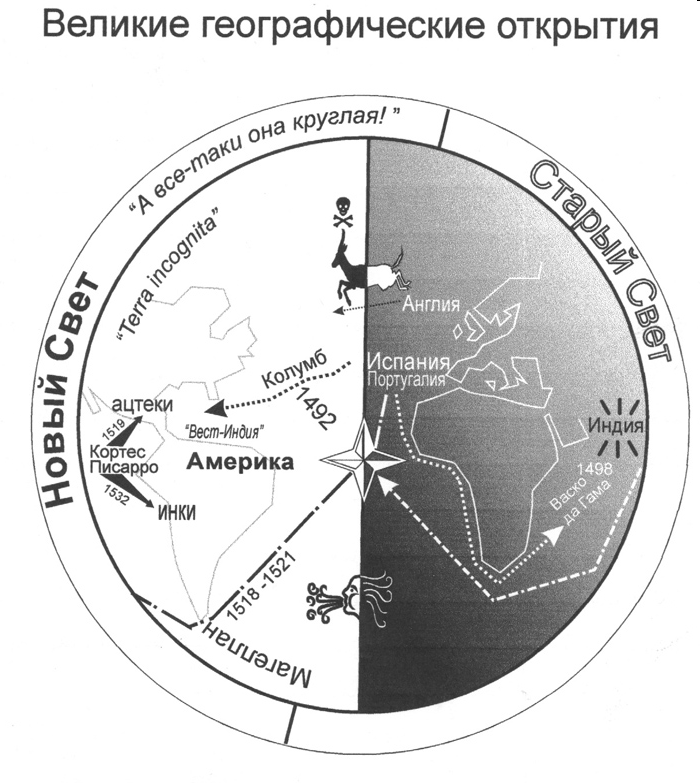 Великие географические открытия
"А все-таки она круглая!"
Старый Свет
Новый Свет
"Terra incognita"
Англия
Колумб
1492
Испания
Португалия
ацтеки
1519
Кортес
Писарро
1532
инки
"Вест-Индия"
Америка
Индия
1498
Васко
да Гама
1518-1521
Магеллан